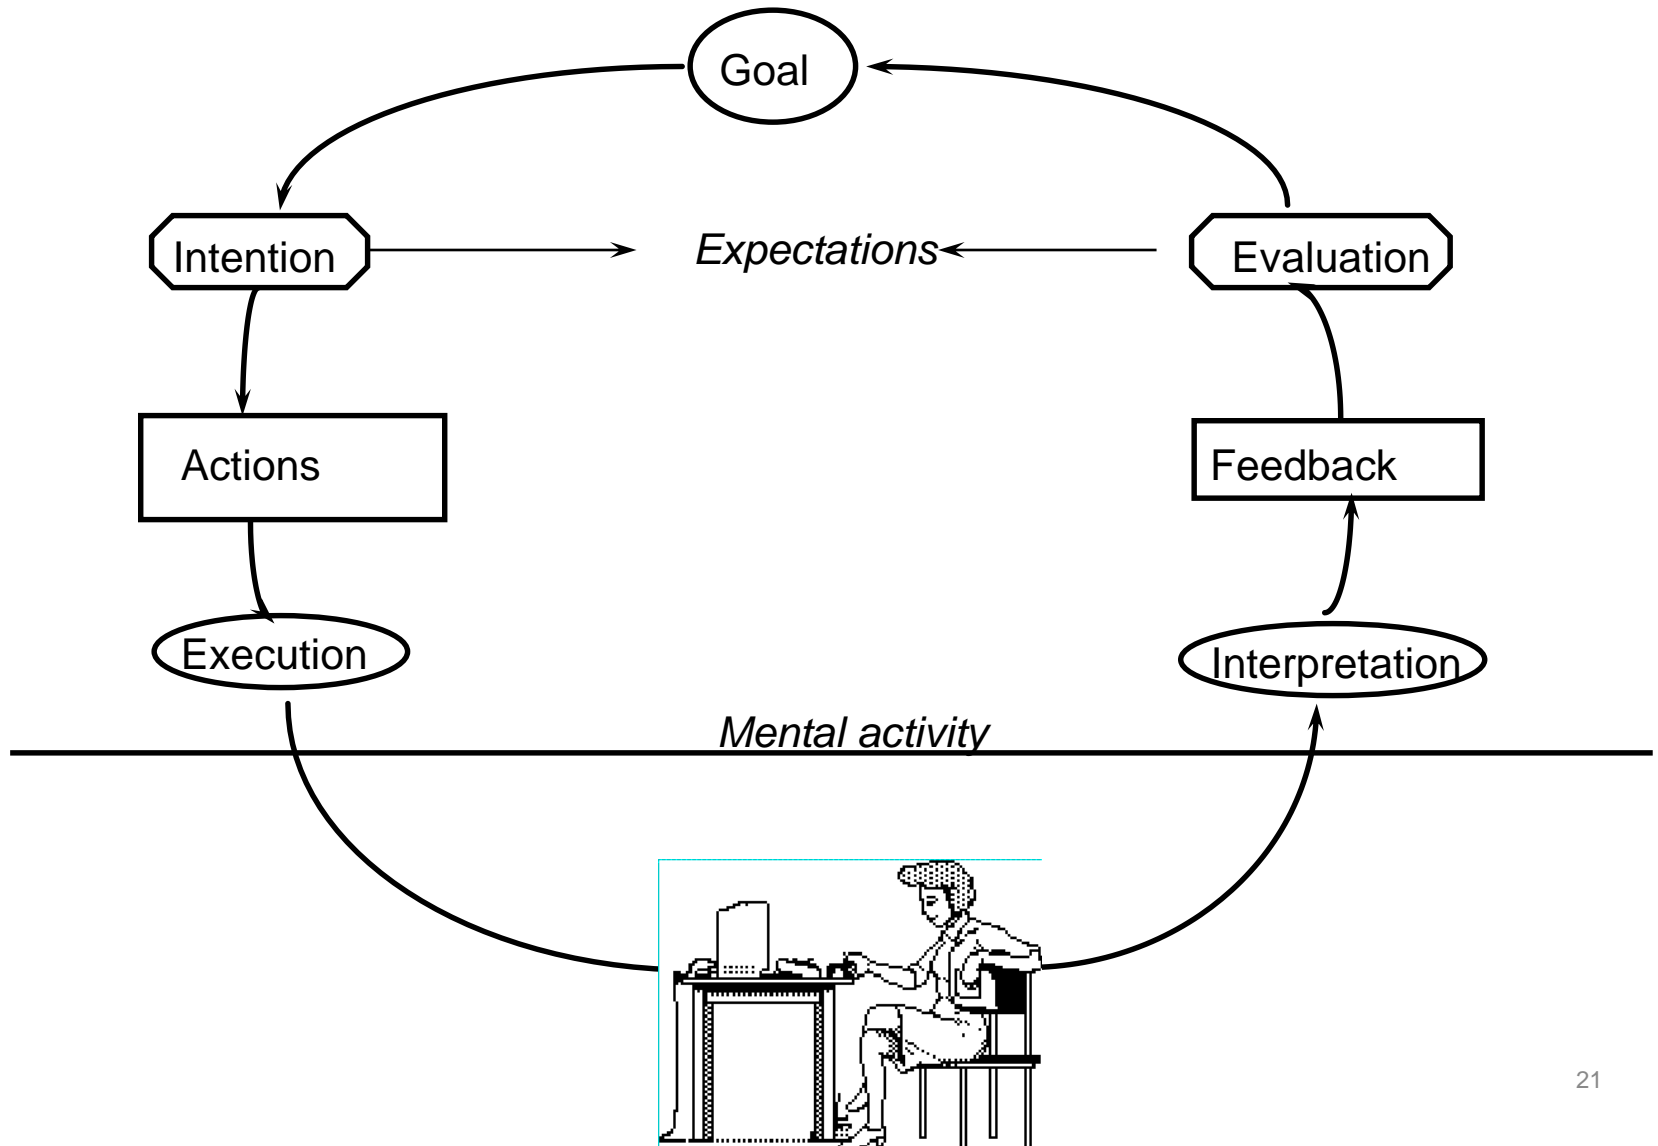 Goal
Intention
Expectations
Evaluation
Actions
Feedback
Execution
Interpretation
Mental activity
21